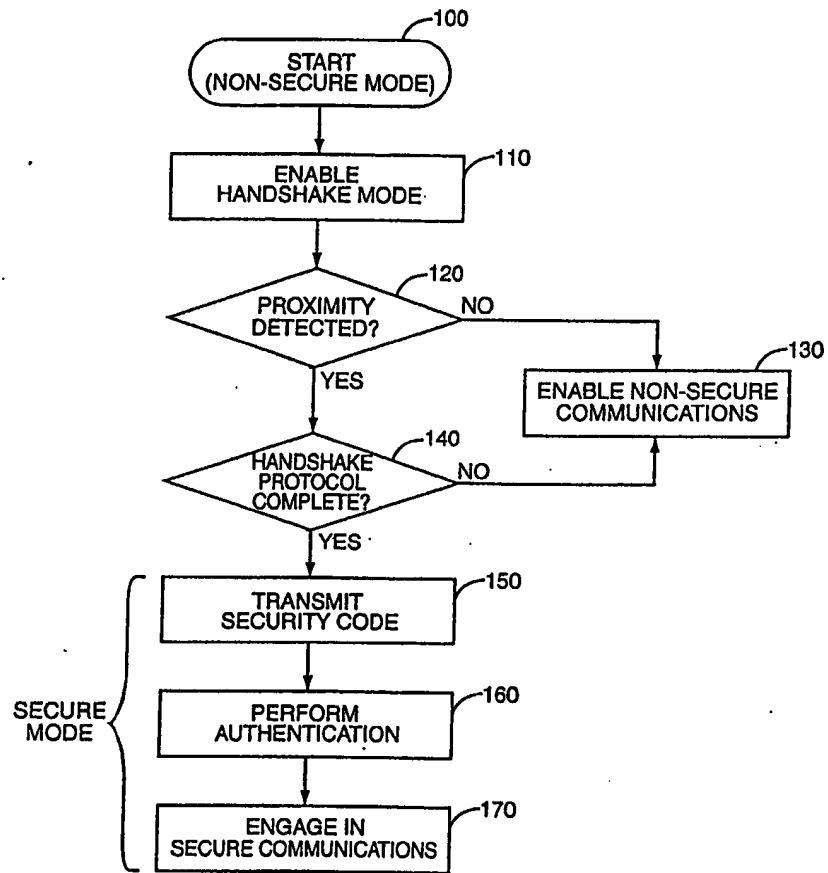 100
START
(NON-SECURE MODE)
110
ENABLE
HANDSHAKE MODE
120
PROXIMITY
DETECTED?
NO
YES
130
ENABLE NON-SECURE
COMMUNICATIONS
140
HANDSHAKE
PROTOCOL
COMPLETE?
NO
YES
150
TRANSMIT
SECURITY CODE
SECURE
MODE
160
PERFORM
AUTHENTICATION
170
ENGAGE IN
SECURE COMMUNICATIONS